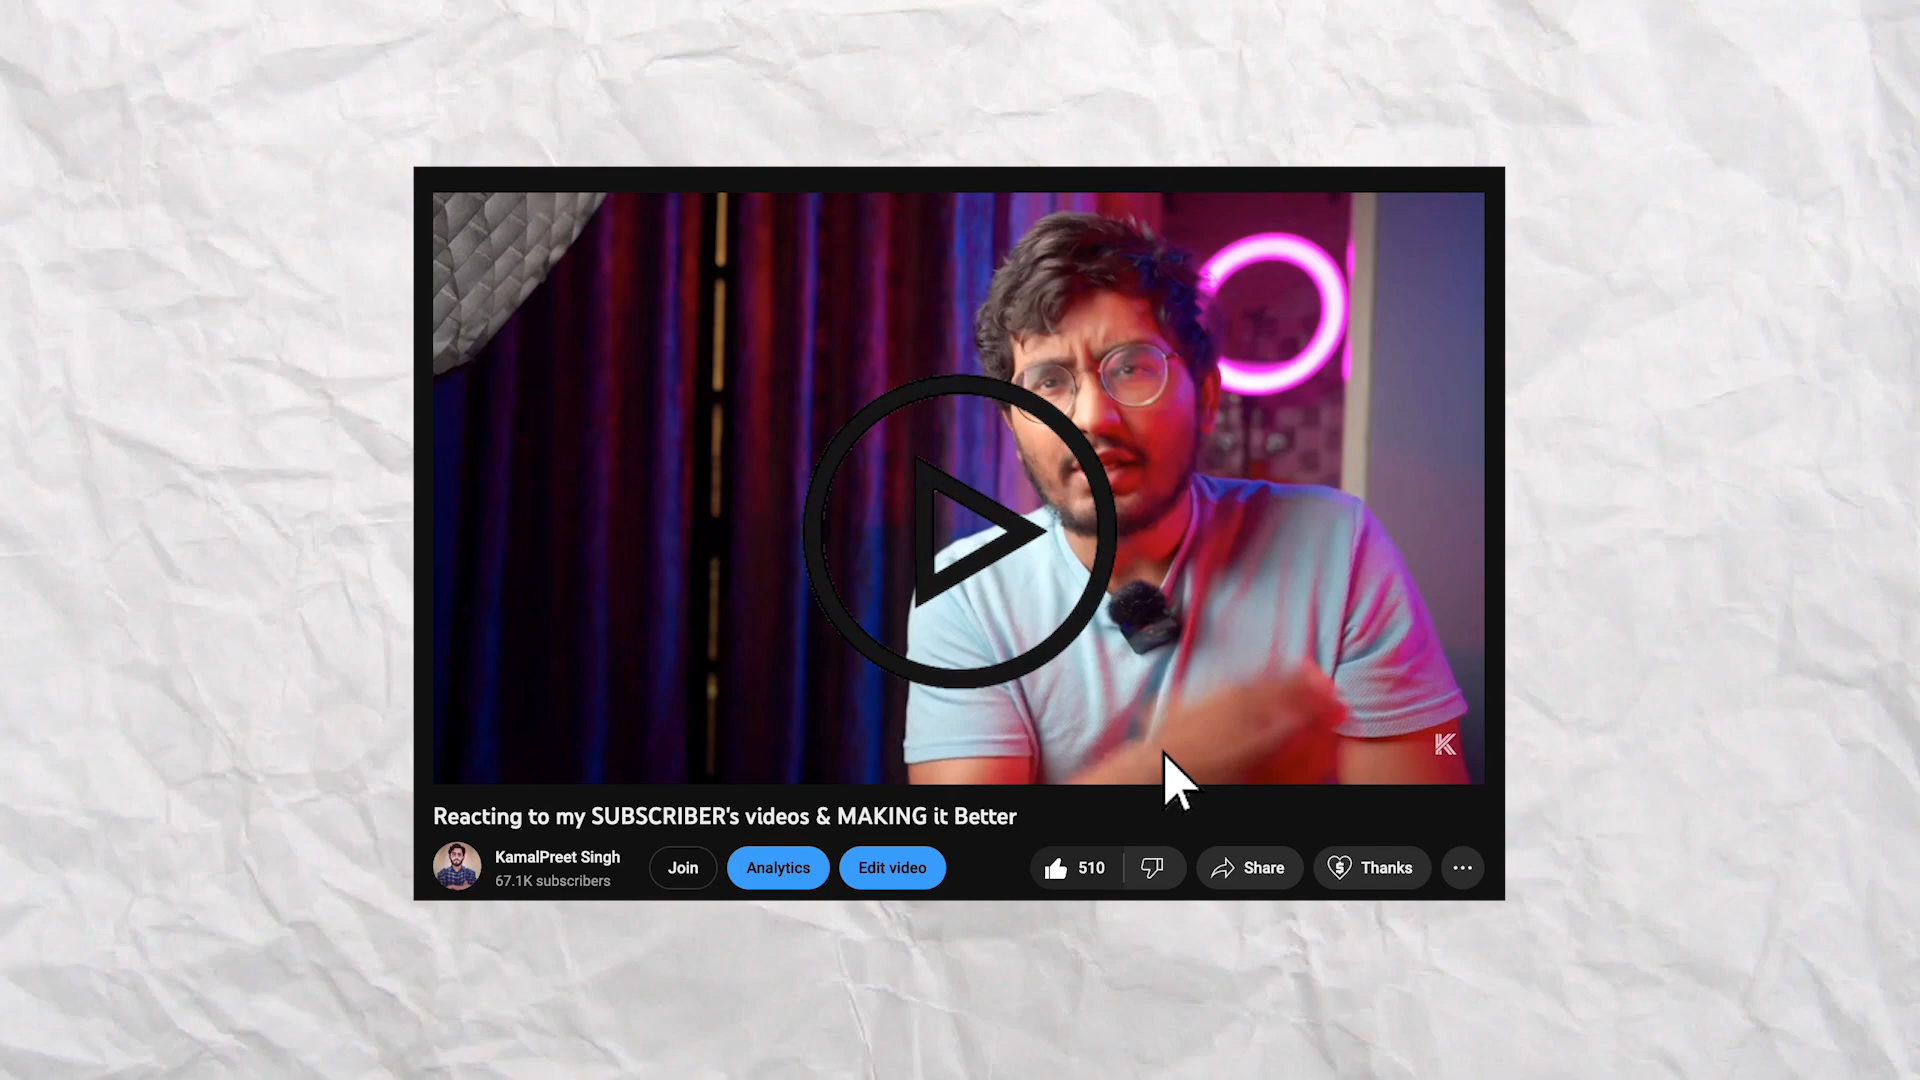 K
Reacting to my SUBSCRIBER's videos & MAKING it Better
KamalPreet Singh
67.1K subscribers
Join
Analytics
Edit video
510
Share
Thanks